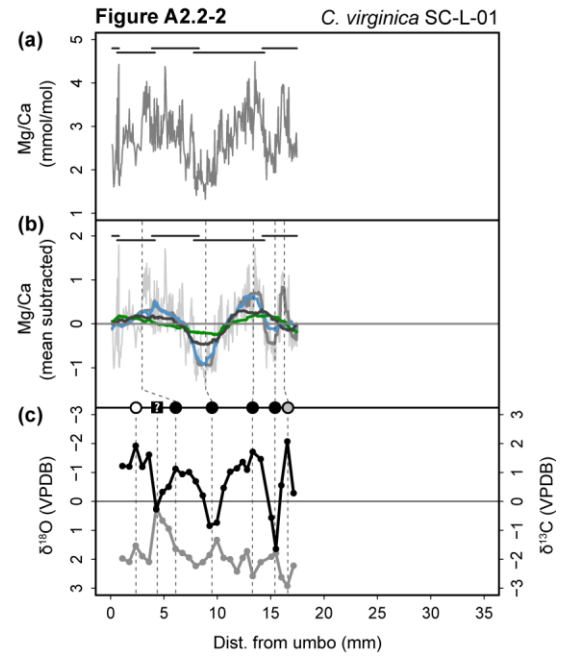 Figure A2.2-2 C. virginica SC-L-01
(a)
Mg/Ca
(mmol/mol)
5
4
3
2
1
(b)
Mg/Ca
(mean subtracted)
2
1
0
-1
?
(c)
δ¹⁸O (VPDB)
-3
-2
-1
0
1
2
3
3
2
1
0
-1
-2
-3
δ¹³C (VPDB)
0 5 10 15 20 25 30 35
Dist. from umbo (mm)